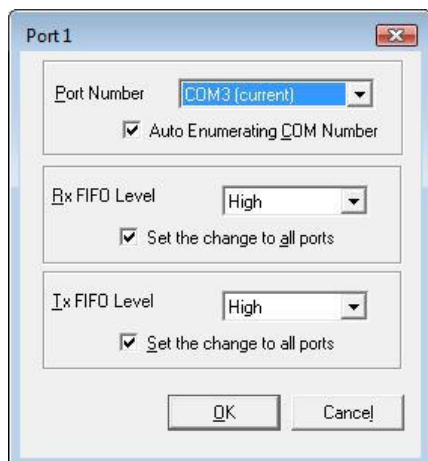 Port 1
Port Number COM3 (current)
Auto Enumerating COM Number
Rx FIFO Level High
Set the change to all ports
Tx FIFO Level High
Set the change to all ports
OK Cancel